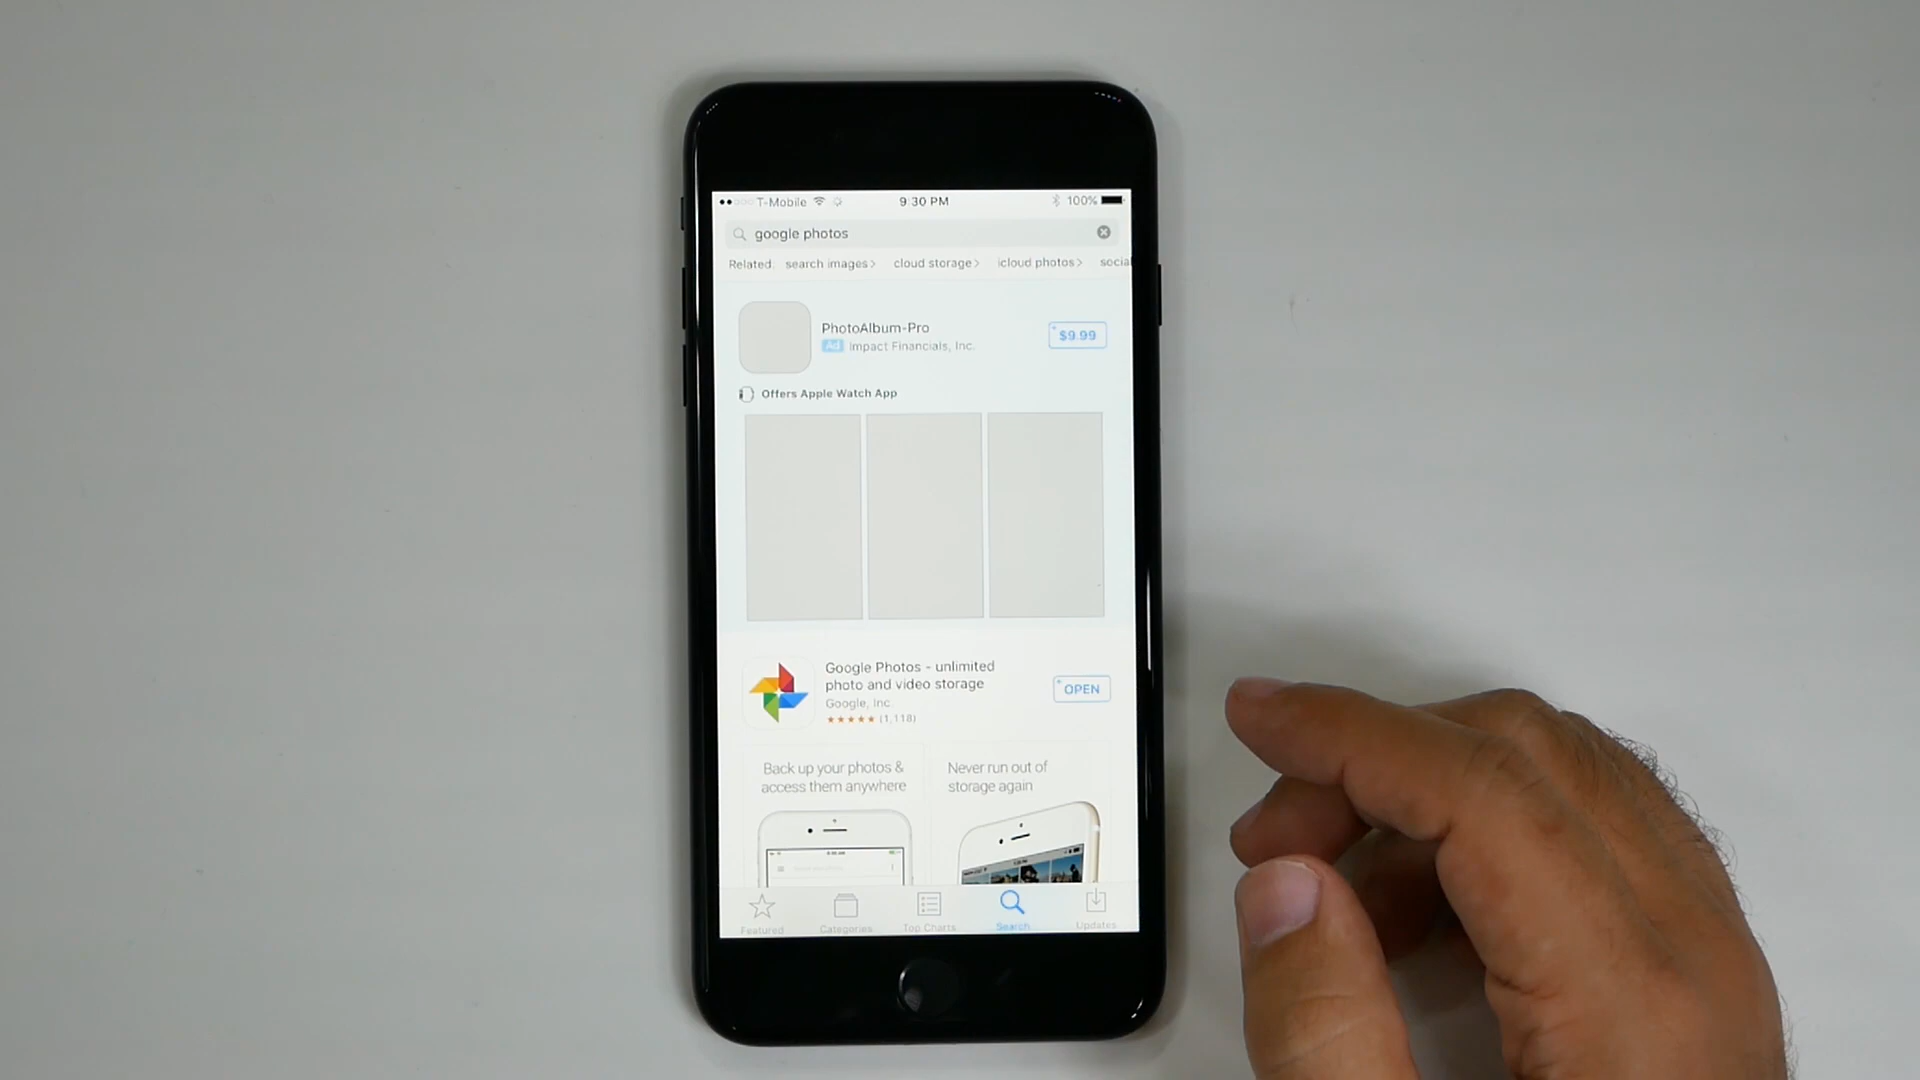 T-Mobile 9:30 PM 100%
google photos
Related: search images> cloud storage> icloud photos> social
PhotoAlbum-Pro
Ad Impact Financials, Inc.
$9.99
Offers Apple Watch App
Google Photos - unlimited
photo and video storage
Google, Inc.
★★★★★ (1,118)
OPEN
Back up your photos &
access them anywhere
Never run out of
storage again
Featured Categories Top Charts Search Updates